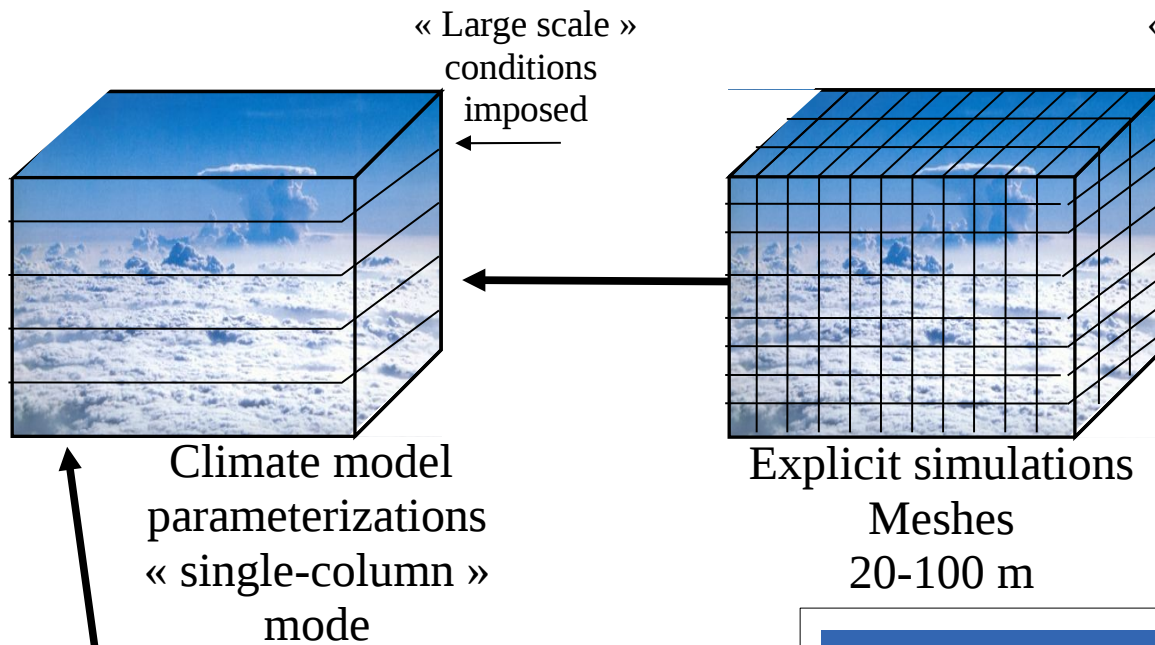 « Large scale »
conditions
imposed
«
Climate model
parameterizations
« single-column »
mode
Explicit simulations
Meshes
20-100 m